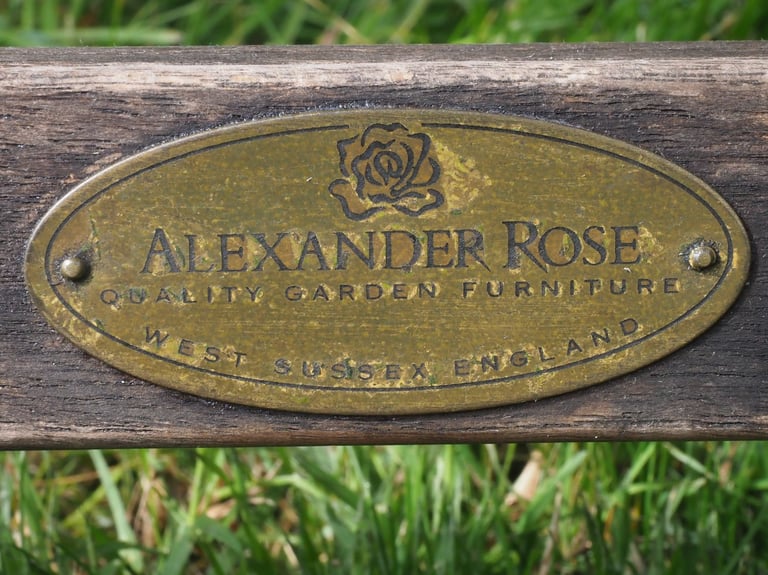 ALEXANDER ROSE
QUALITY GARDEN FURNITURE
WEST SUSSEX ENGLAND